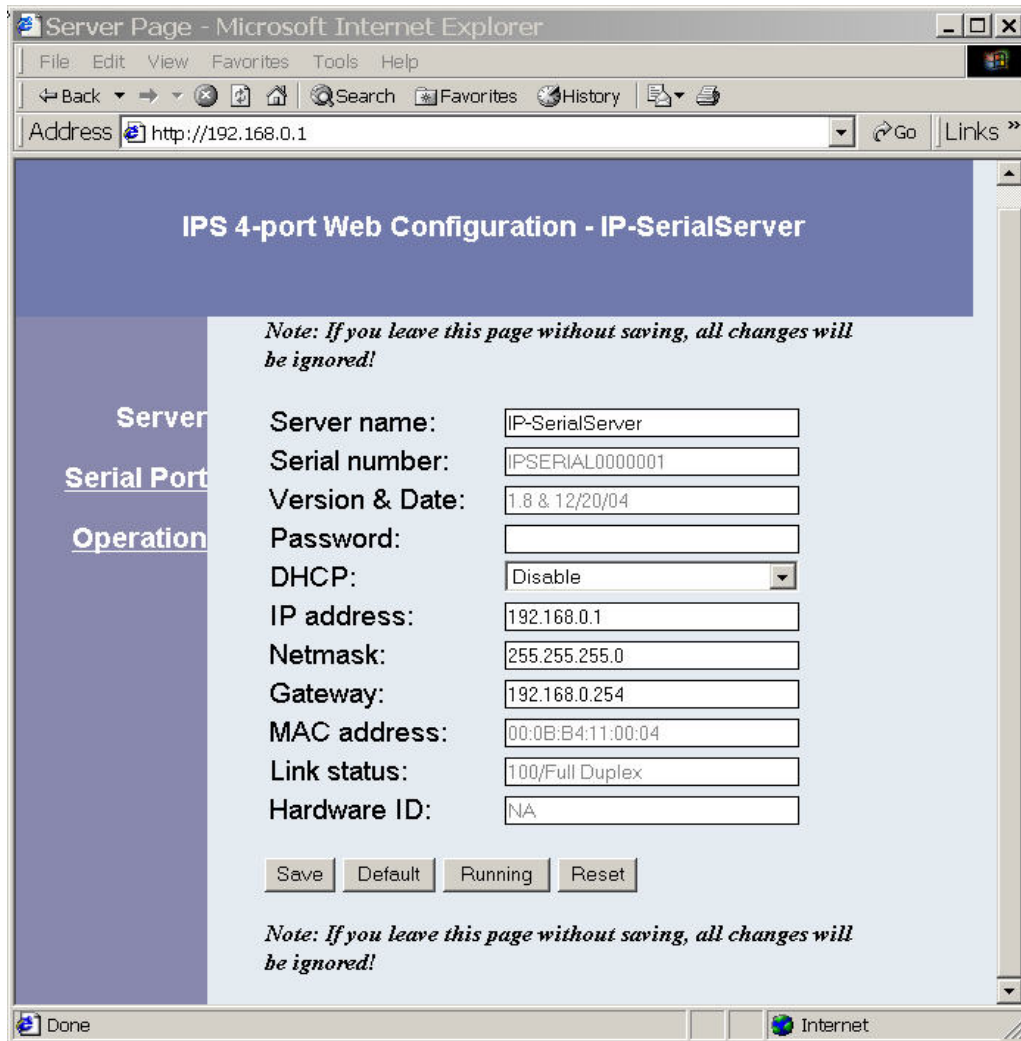 Server Page - Microsoft Internet Explorer
File Edit View Favorites Tools Help
Back Search Favorites History
Address http://192.168.0.1 Go Links »
IPS 4-port Web Configuration - IP-SerialServer
Note: If you leave this page without saving, all changes will
be ignored!
Server
Serial Port
Operation
Server name: IP-SerialServer
Serial number: IPSERIAL0000001
Version & Date: 1.8 & 12/20/04
Password:
DHCP: Disable
IP address: 192.168.0.1
Netmask: 255.255.255.0
Gateway: 192.168.0.254
MAC address: 00:0B:B4:11:00:04
Link status: 100/Full Duplex
Hardware ID: NA
Save Default Running Reset
Note: If you leave this page without saving, all changes will
be ignored!
Done Internet